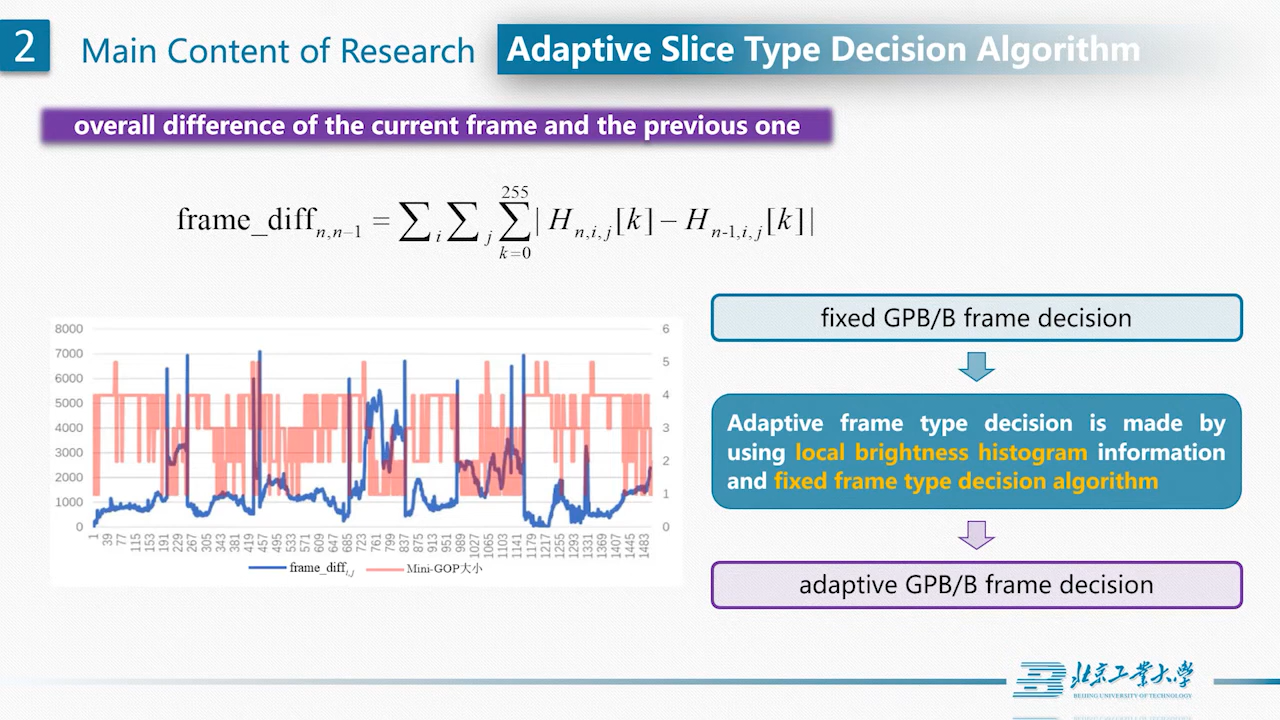 2
Main Content of Research
Adaptive Slice Type Decision Algorithm
overall difference of the current frame and the previous one
frame_diff_{n,n−1} = ∑_i ∑_j ∑_{k=0}^{255} | H_{n,i,j}[k] − H_{n-1,i,j}[k] |
8000
7000
6000
5000
4000
3000
2000
1000
0
6
5
4
3
2
1
0
1 39 77 115 153 191 229 267 305 343 381 419 457 495 533 571 609 647 685 723 761 799 837 875 913 951 989 1027 1065 1103 1141 1179 1217 1255 1293 1331 1369 1407 1445 1483
frame_diff_{i,j} Mini-GOP大小
fixed GPB/B frame decision
Adaptive frame type decision is made by
using local brightness histogram information
and fixed frame type decision algorithm
adaptive GPB/B frame decision
北京工業大學
BEIJING UNIVERSITY OF TECHNOLOGY